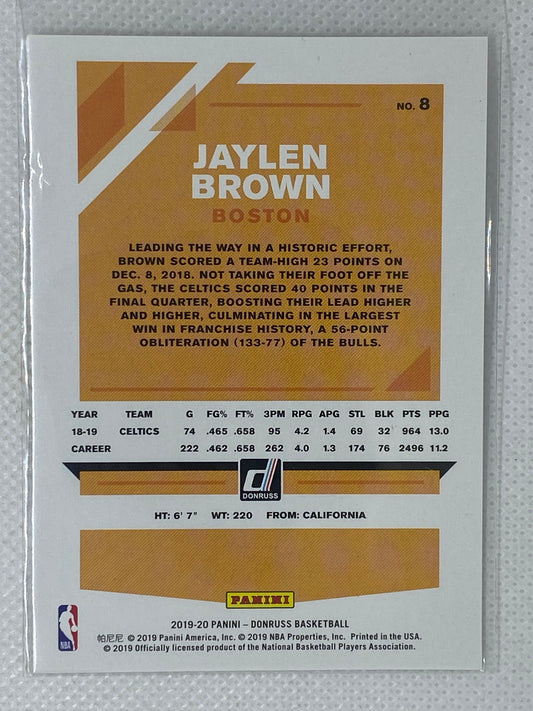 NO. 8
JAYLEN
BROWN
BOSTON
LEADING THE WAY IN A HISTORIC EFFORT,
BROWN SCORED A TEAM-HIGH 23 POINTS ON
DEC. 8, 2018. NOT TAKING THEIR FOOT OFF THE
GAS, THE CELTICS SCORED 40 POINTS IN THE
FINAL QUARTER, BOOSTING THEIR LEAD HIGHER
AND HIGHER, CULMINATING IN THE LARGEST
WIN IN FRANCHISE HISTORY, A 56-POINT
OBLITERATION (133-77) OF THE BULLS.
YEAR TEAM G FG% FT% 3PM RPG APG STL BLK PTS PPG
18-19 CELTICS 74 .465 .658 95 4.2 1.4 69 32 964 13.0
CAREER 222 .462 .658 262 4.0 1.3 174 76 2496 11.2
d
DONRUSS
HT: 6' 7" WT: 220 FROM: CALIFORNIA
PANINI
2019-20 PANINI – DONRUSS BASKETBALL
帕尼尼 © 2019 Panini America, Inc. © 2019 NBA Properties, Inc. Printed in the USA.
© 2019 Officially licensed product of the National Basketball Players Association.
NBA